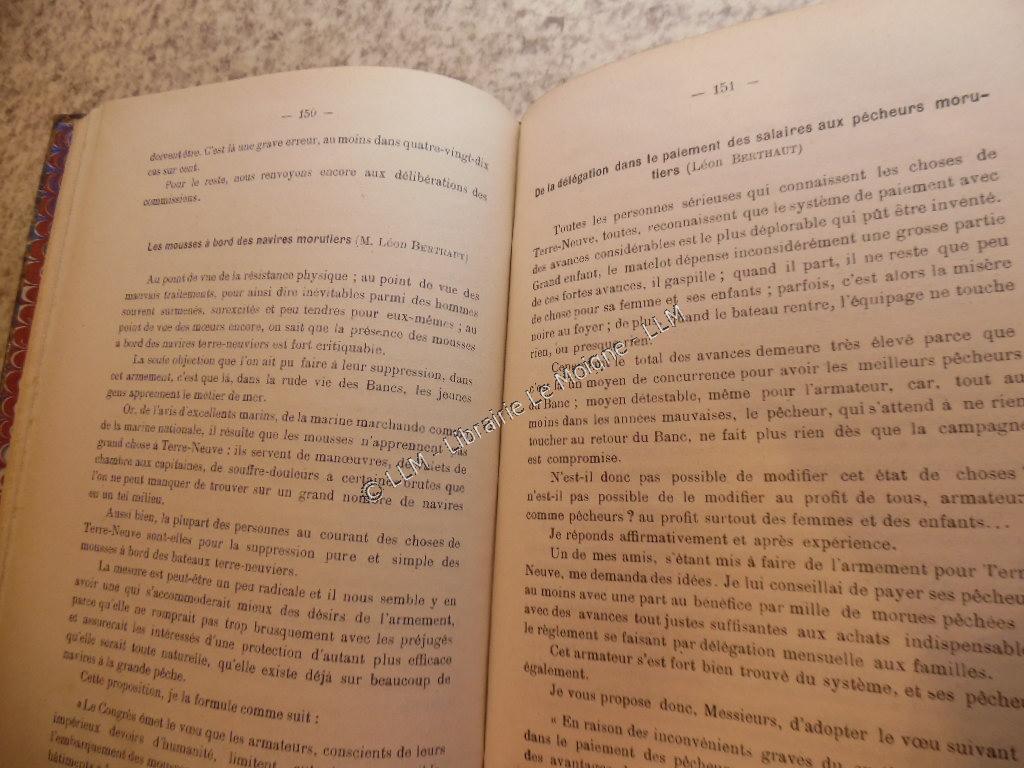 — 150 —
doivent être. C'est là une grave erreur, au moins dans quatre-vingt-dix
cas sur cent.
Pour le reste, nous renvoyons encore aux délibérations des
commissions.
Les mousses à bord des navires morutiers (M. LÉON BERTHAUT)
Au point de vue de la résistance physique ; au point de vue des
mauvais traitements, pour ainsi dire inévitables parmi des hommes
souvent surmenés, surexcités et peu tendres pour eux-mêmes ; au
point de vue des mœurs encore, on sait que la présence des mousses
à bord des navires terre-neuviers est fort critiquable.
La seule objection que l'on ait pu faire à leur suppression, dans
cet armement, c'est que là, dans la rude vie des Bancs, les jeunes
gens apprennent le métier de mer.
Or, de l'avis d'excellents marins, de la marine marchande comme
de la marine nationale, il résulte que les mousses n'apprennent pas
grand chose à Terre-Neuve : ils servent de manœuvres, de valets de
chambre aux capitaines, de souffre-douleurs a certaines brutes que
l'on ne peut manquer de trouver sur un grand nombre de navires
en un tel milieu.
Aussi bien, la plupart des personnes au courant des choses de
Terre-Neuve sont-elles pour la suppression pure et simple des
mousses à bord des bateaux terre-neuviers.
La mesure est peut-être un peu radicale et il nous semble y en
avoir une qui s'accommoderait mieux des désirs de l'armement,
parce qu'elle ne romprait pas trop brusquement avec les préjugés
et assurerait les intéressés d'une protection d'autant plus efficace
qu'elle serait toute naturelle, qu'elle existe déjà sur beaucoup de
navires à la grande pêche.
Cette proposition, je la formule comme suit :
« Le Congrès émet le vœu que les armateurs, conscients de leurs
impérieux devoirs d'humanité, limitent, autant
l'embarquement des
— 151 —
De la délégation dans le paiement des salaires aux pêcheurs moru-
tiers (LÉON BERTHAUT)
Toutes les personnes sérieuses qui connaissent les choses de
Terre-Neuve, toutes, reconnaissent que le système de paiement avec
des avances considérables est le plus déplorable qui pût être inventé.
Grand enfant, le matelot dépense inconsidérément une grosse partie
de ces fortes avances, il gaspille ; quand il part, il ne reste que peu
de chose pour sa femme et ses enfants ; parfois, c'est alors la misère
noire au foyer ; de plus, quand le bateau rentre, l'équipage ne touche
rien, ou presque rien.
le total des avances demeure très élevé parce que
c'est un moyen de concurrence pour avoir les meilleurs pêcheurs
du Banc ; moyen détestable, même pour l'armateur, car, tout au
moins dans les années mauvaises, le pêcheur, qui s'attend à ne rien
toucher au retour du Banc, ne fait plus rien dès que la campagne
est compromise.
N'est-il donc pas possible de modifier cet état de choses
n'est-il pas possible de le modifier au profit de tous, armateur
comme pêcheurs ? au profit surtout des femmes et des enfants...
Je réponds affirmativement et après expérience.
Un de mes amis, s'étant mis à faire de l'armement pour Terr
Neuve, me demanda des idées. Je lui conseillai de payer ses pêcheu
au moins avec une part au bénéfice par mille de morues pêchées
avec des avances tout justes suffisantes aux achats indispensable
le règlement se faisant par délégation mensuelle aux familles.
Cet armateur s'est fort bien trouvé du système, et ses pêcheu
également.
Je vous propose donc, Messieurs, d'adopter le vœu suivant
« En raison des inconvénients graves du
dans le paiement des
des avantages
© LLM - Librairie Le Moigne - LLM